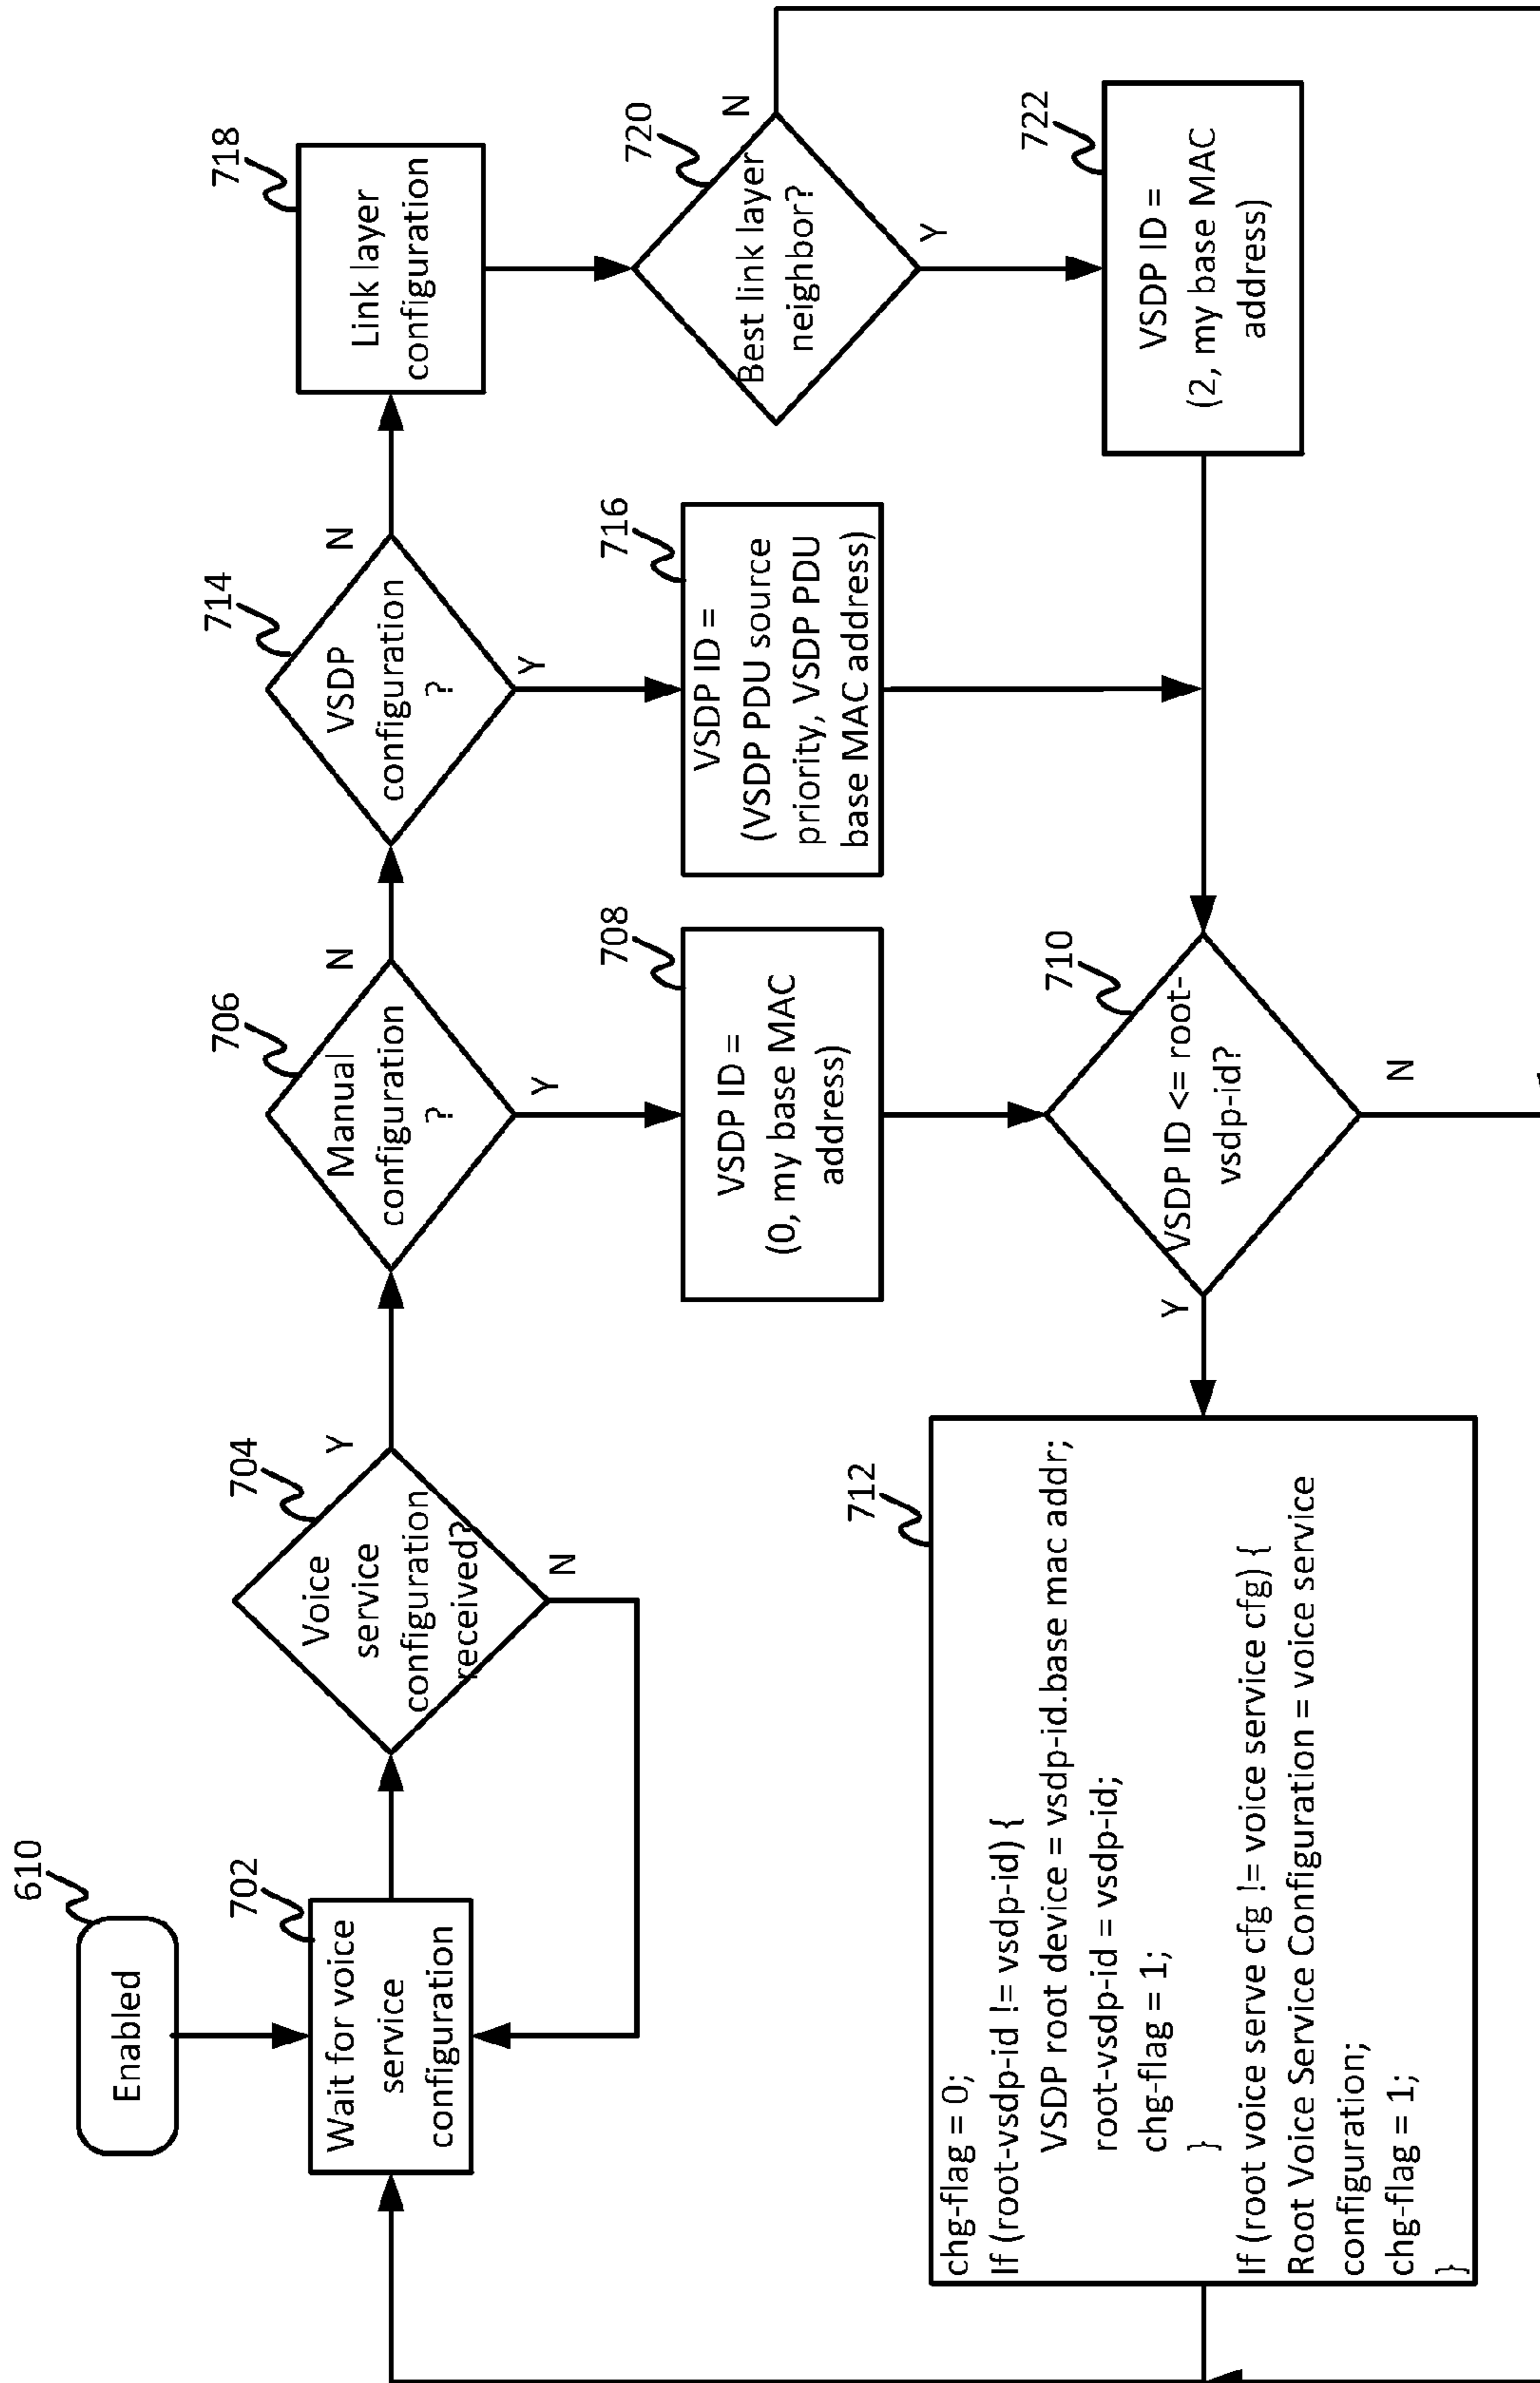 610
Enabled
702
Wait for voice
service
configuration
704
Voice
service
configuration
received?
Y
N
706
Manual
configuration
?
N
Y
714
VSDP
configuration
?
N
Y
718
Link layer
configuration
708
VSDP ID =
(0, my base MAC
address)
716
VSDP ID =
(VSDP PDU source
priority, VSDP PDU
base MAC address)
720
Best link layer
neighbor?
N
Y
722
VSDP ID =
(2, my base MAC
address)
710
VSDP ID <= root-
vsdp-id?
Y
N
712
chg-flag = 0;
If (root-vsdp-id != vsdp-id) {
VSDP root device = vsdp-id.base mac addr;
root-vsdp-id = vsdp-id;
chg-flag = 1;
}
If (root voice serve cfg != voice service cfg) {
Root Voice Service Configuration = voice service
configuration;
chg-flag = 1;
}